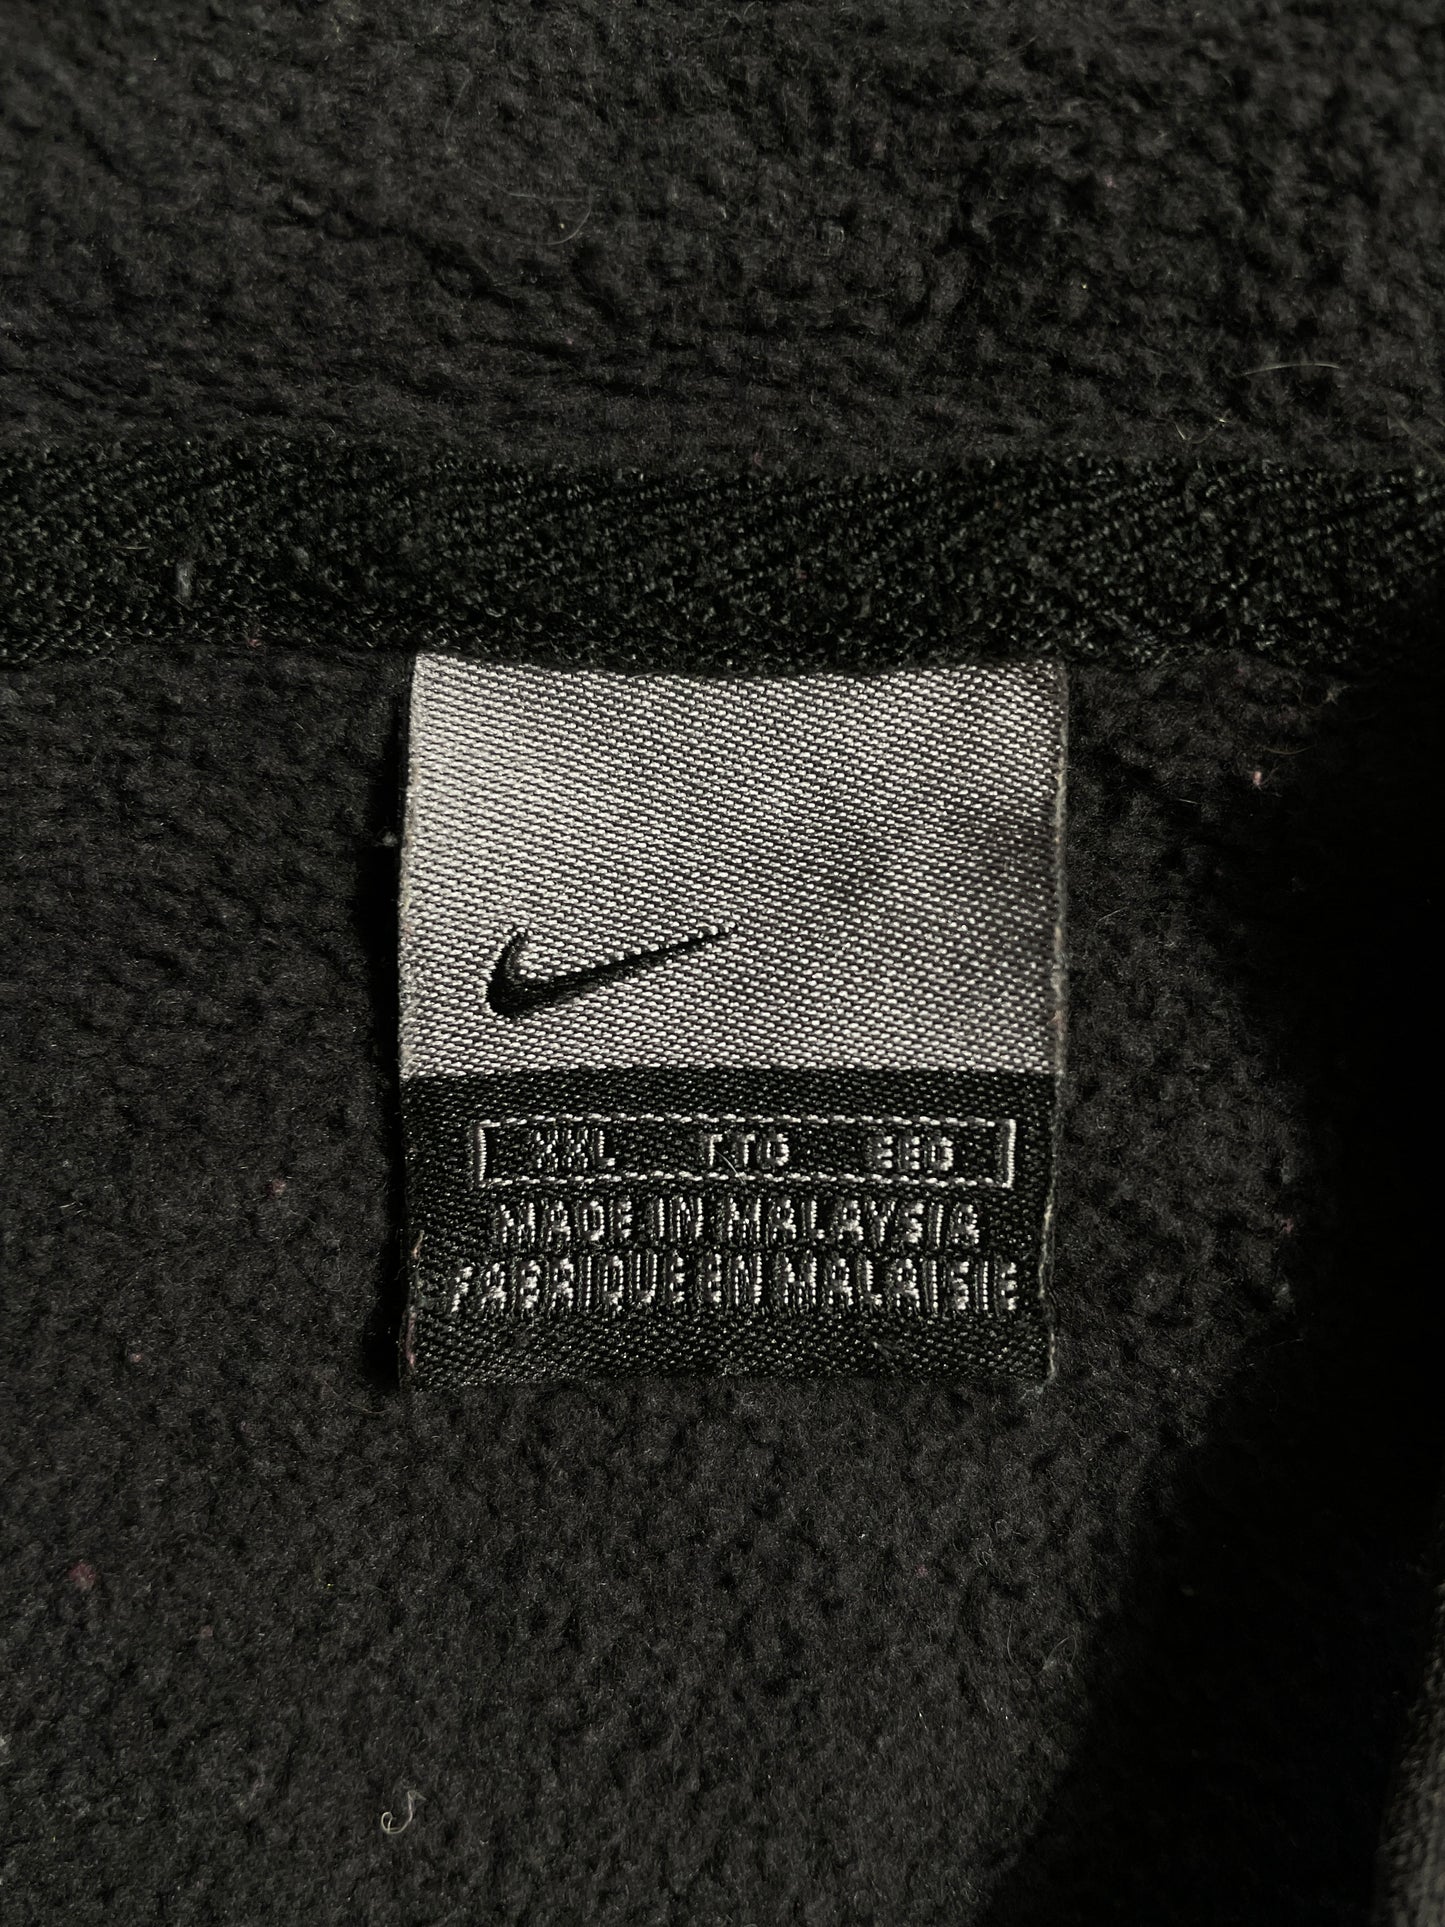 XXL TTG EEG
MADE IN MALAYSIA
FABRIQUE EN MALAISIE